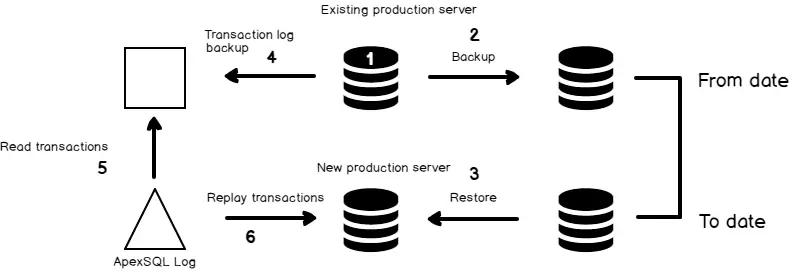 Existing production server
Transaction log
backup
4
1
2
Backup
From date
Read transactions
5
New production server
3
Replay transactions
Restore
6
To date
ApexSQL Log